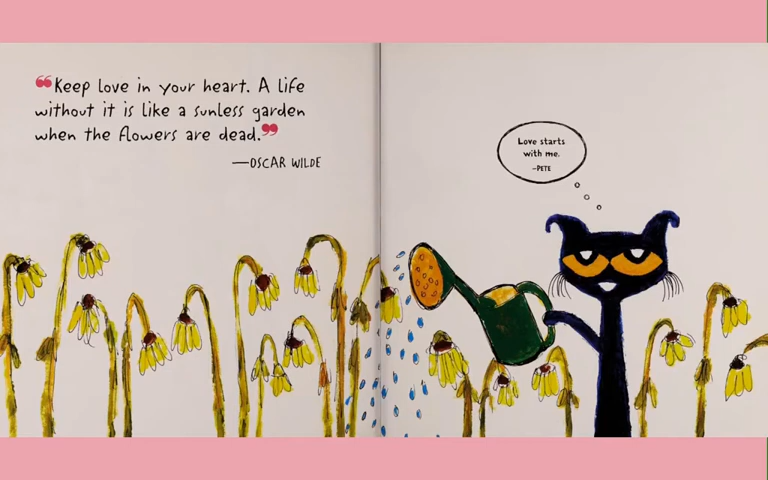 “Keep love in your heart. A life
without it is like a sunless garden
when the flowers are dead.”
—OSCAR WILDE
Love starts
with me.
-PETE